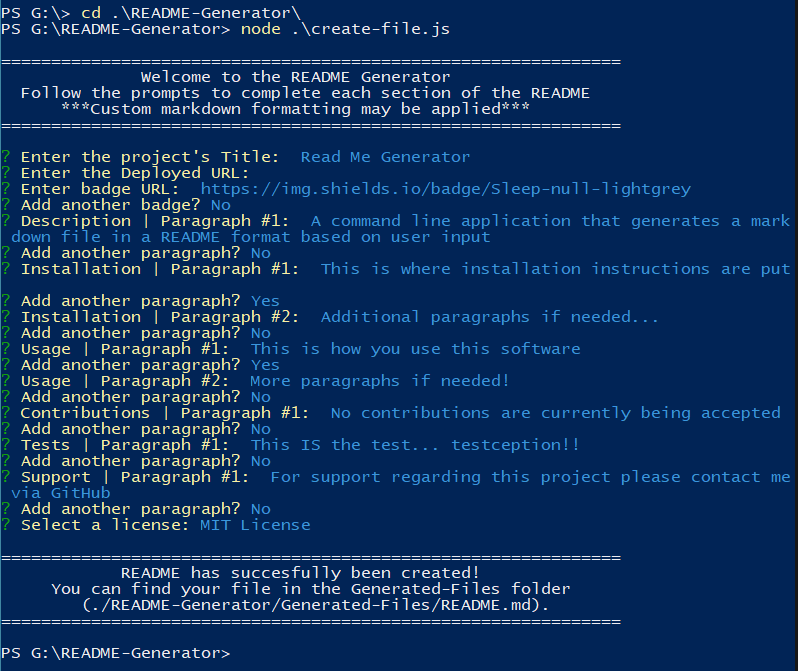 PS G:\> cd .\README-Generator\
PS G:\README-Generator> node .\create-file.js
==============================================================
Welcome to the README Generator
Follow the prompts to complete each section of the README
***Custom markdown formatting may be applied***
==============================================================
? Enter the project's Title:  Read Me Generator
? Enter the Deployed URL:
? Enter badge URL:  https://img.shields.io/badge/Sleep-null-lightgrey
? Add another badge? No
? Description | Paragraph #1:  A command line application that generates a mark
down file in a README format based on user input
? Add another paragraph? No
? Installation | Paragraph #1:  This is where installation instructions are put
? Add another paragraph? Yes
? Installation | Paragraph #2:  Additional paragraphs if needed...
? Add another paragraph? No
? Usage | Paragraph #1:  This is how you use this software
? Add another paragraph? Yes
? Usage | Paragraph #2:  More paragraphs if needed!
? Add another paragraph? No
? Contributions | Paragraph #1:  No contributions are currently being accepted
? Add another paragraph? No
? Tests | Paragraph #1:  This IS the test... testception!!
? Add another paragraph? No
? Support | Paragraph #1:  For support regarding this project please contact me
via GitHub
? Add another paragraph? No
? Select a license: MIT License
==============================================================
README has succesfully been created!
You can find your file in the Generated-Files folder
(./README-Generator/Generated-Files/README.md).
==============================================================
PS G:\README-Generator>